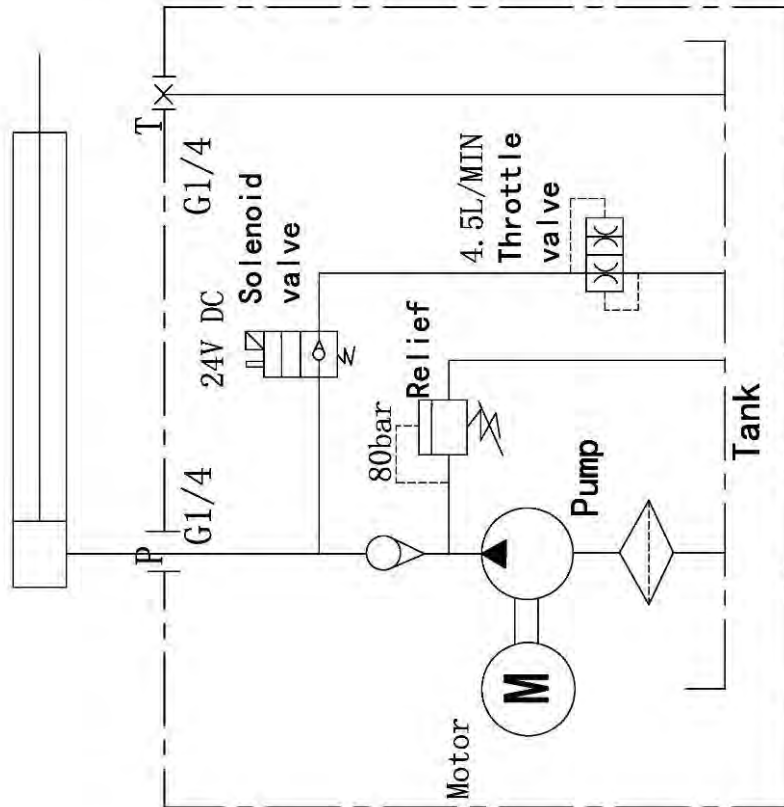 T
G1/4
24V DC
Solenoid
valve
4.5L/MIN
Throttle
valve
80bar
Relief
P
G1/4
Pump
Tank
M
Motor